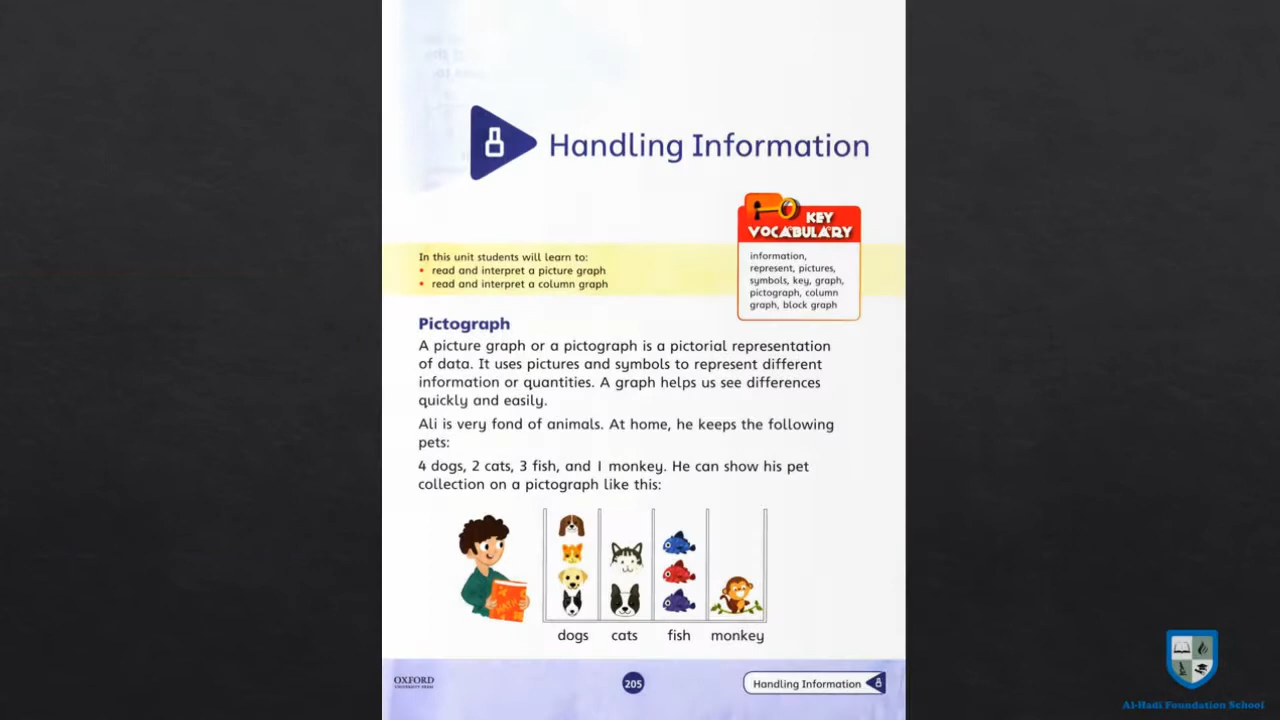 8
Handling Information
KEY
VOCABULARY
information,
represent, pictures,
symbols, key, graph,
pictograph, column
graph, block graph
In this unit students will learn to:
• read and interpret a picture graph
• read and interpret a column graph
Pictograph
A picture graph or a pictograph is a pictorial representation
of data. It uses pictures and symbols to represent different
information or quantities. A graph helps us see differences
quickly and easily.
Ali is very fond of animals. At home, he keeps the following
pets:
4 dogs, 2 cats, 3 fish, and 1 monkey. He can show his pet
collection on a pictograph like this:
MATH
dogs cats fish monkey
OXFORD
UNIVERSITY PRESS
205
Handling Information 8
Al-Hadi Foundation School